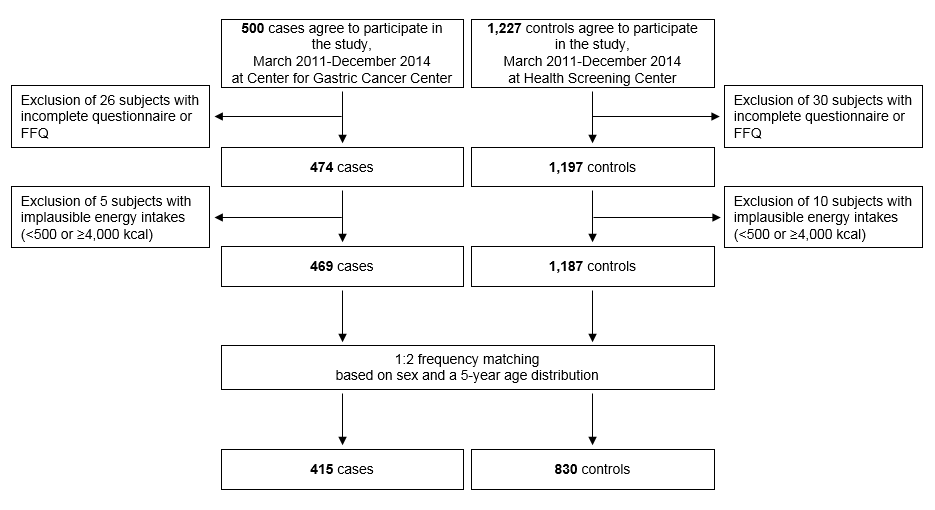 500 cases agree to participate in
the study,
March 2011-December 2014
at Center for Gastric Cancer Center
1,227 controls agree to participate
in the study,
March 2011-December 2014
at Health Screening Center
Exclusion of 26 subjects with
incomplete questionnaire or
FFQ
Exclusion of 30 subjects with
incomplete questionnaire or
FFQ
474 cases
1,197 controls
Exclusion of 5 subjects with
implausible energy intakes
(<500 or ≥4,000 kcal)
Exclusion of 10 subjects with
implausible energy intakes
(<500 or ≥4,000 kcal)
469 cases
1,187 controls
1:2 frequency matching
based on sex and a 5-year age distribution
415 cases
830 controls